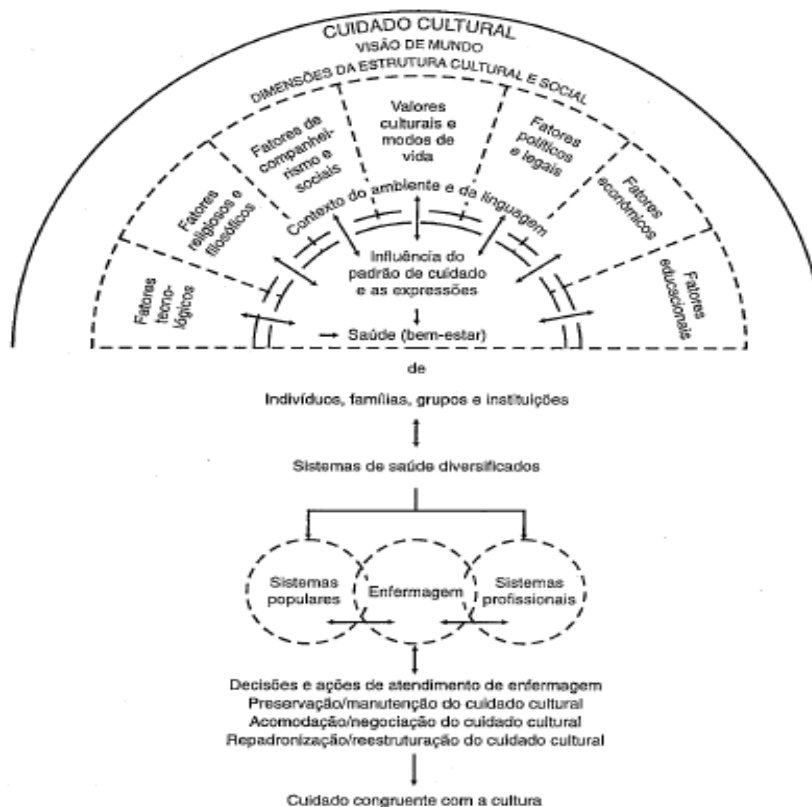 CUIDADO CULTURAL
VISÃO DE MUNDO
DIMENSÕES DA ESTRUTURA CULTURAL E SOCIAL
Fatores
tecno-
lógicos
Fatores
religiosos e
filosóficos
Fatores de
companhei-
rismo e
sociais
Valores
culturais e
modos de
vida
Fatores
políticos
e legais
Fatores
econômicos
Fatores
educacionais
Contexto do ambiente e da linguagem
Influência do
padrão de cuidado
e as expressões
Saúde (bem-estar)
de
Indivíduos, famílias, grupos e instituições
Sistemas de saúde diversificados
Sistemas
populares
Enfermagem
Sistemas
profissionais
Decisões e ações de atendimento de enfermagem
Preservação/manutenção do cuidado cultural
Acomodação/negociação do cuidado cultural
Repadronização/reestruturação do cuidado cultural
Cuidado congruente com a cultura